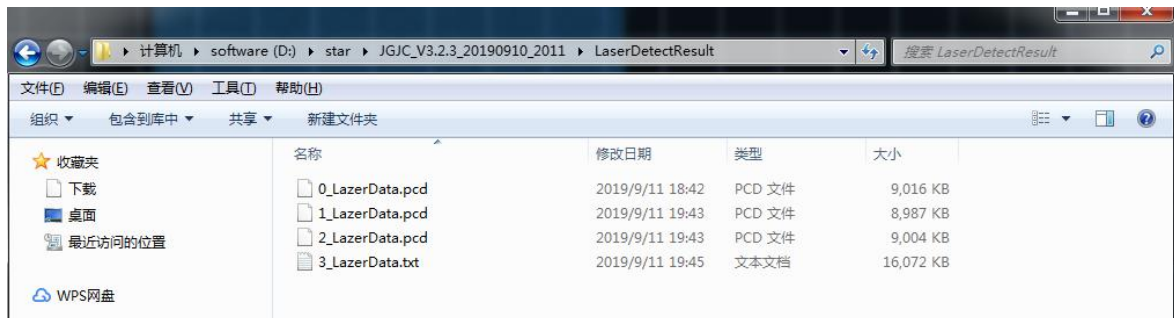 计算机 ▸ software (D:) ▸ star ▸ JGJC_V3.2.3_20190910_2011 ▸ LaserDetectResult
搜索 LaserDetectResult
文件(F) 编辑(E) 查看(V) 工具(T) 帮助(H)
组织 包含到库中 共享 新建文件夹
收藏夹
下载
桌面
最近访问的位置
WPS网盘
名称 修改日期 类型 大小
0_LazerData.pcd 2019/9/11 18:42 PCD 文件 9,016 KB
1_LazerData.pcd 2019/9/11 19:43 PCD 文件 8,987 KB
2_LazerData.pcd 2019/9/11 19:43 PCD 文件 9,004 KB
3_LazerData.txt 2019/9/11 19:45 文本文档 16,072 KB